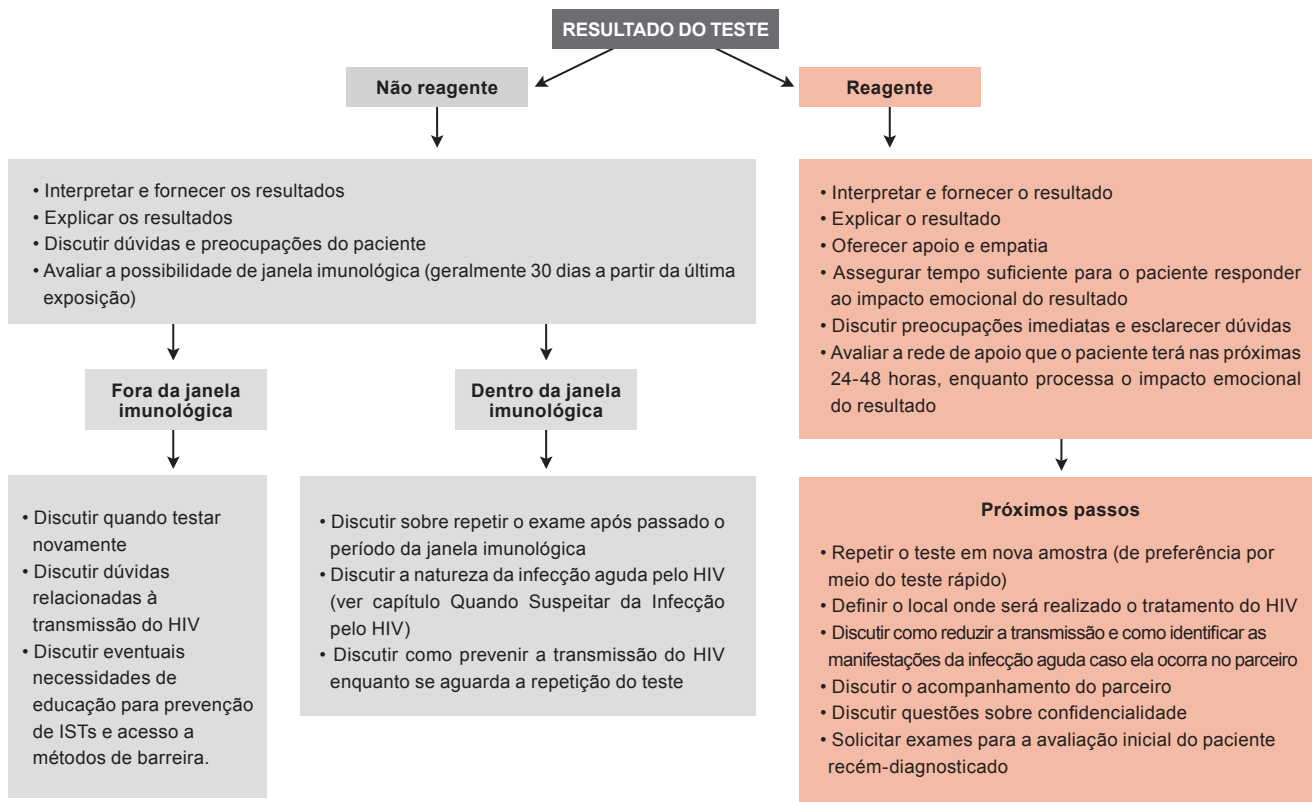 RESULTADO DO TESTE
Não reagente
Reagente
• Interpretar e fornecer os resultados
• Explicar os resultados
• Discutir dúvidas e preocupações do paciente
• Avaliar a possibilidade de janela imunológica (geralmente 30 dias a partir da última
exposição)
• Interpretar e fornecer o resultado
• Explicar o resultado
• Oferecer apoio e empatia
• Assegurar tempo suficiente para o paciente responder
ao impacto emocional do resultado
• Discutir preocupações imediatas e esclarecer dúvidas
• Avaliar a rede de apoio que o paciente terá nas próximas
24-48 horas, enquanto processa o impacto emocional
do resultado
Fora da janela
imunológica
Dentro da janela
imunológica
• Discutir quando testar
novamente
• Discutir dúvidas
relacionadas à
transmissão do HIV
• Discutir eventuais
necessidades de
educação para prevenção
de ISTs e acesso a
métodos de barreira.
• Discutir sobre repetir o exame após passado o
período da janela imunológica
• Discutir a natureza da infecção aguda pelo HIV
(ver capítulo Quando Suspeitar da Infecção
pelo HIV)
• Discutir como prevenir a transmissão do HIV
enquanto se aguarda a repetição do teste
Próximos passos
• Repetir o teste em nova amostra (de preferência por
meio do teste rápido)
• Definir o local onde será realizado o tratamento do HIV
• Discutir como reduzir a transmissão e como identificar as
manifestações da infecção aguda caso ela ocorra no parceiro
• Discutir o acompanhamento do parceiro
• Discutir questões sobre confidencialidade
• Solicitar exames para a avaliação inicial do paciente
recém-diagnosticado